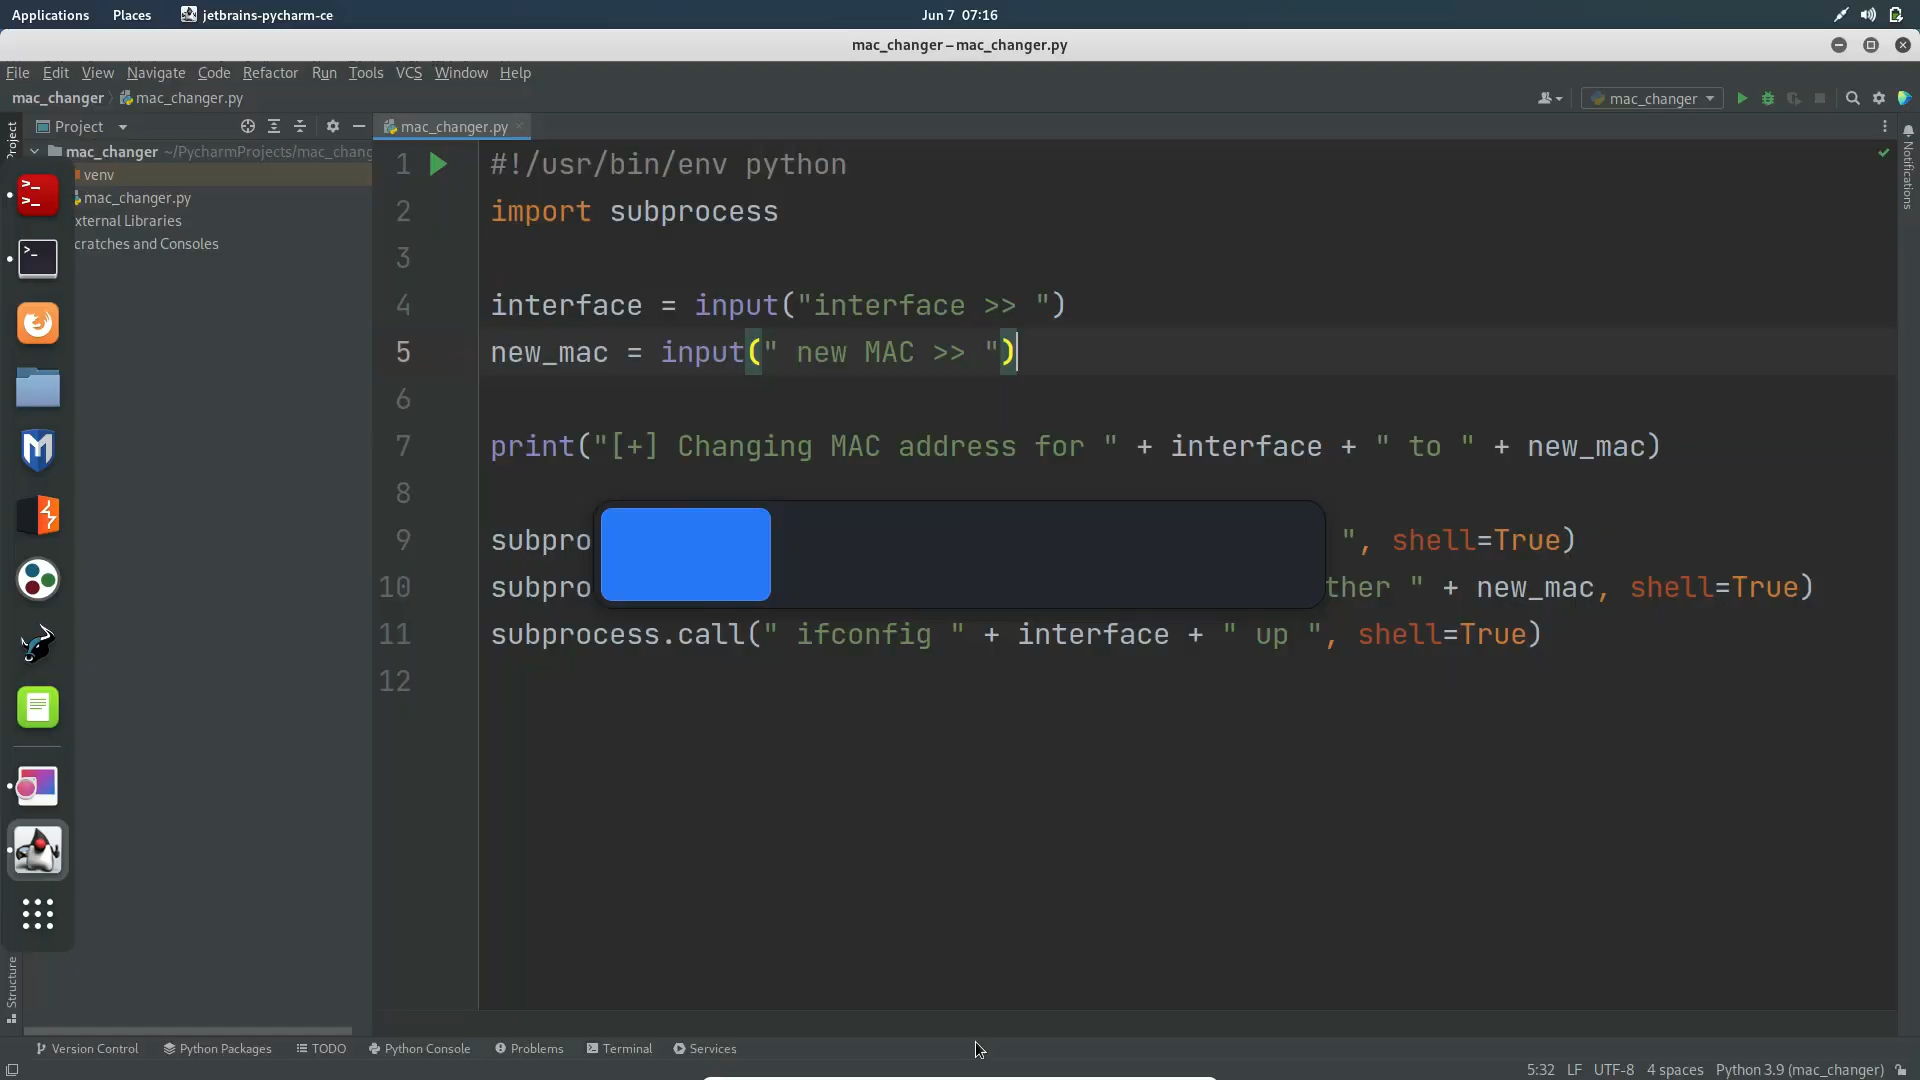 Applications Places jetbrains-pycharm-ce Jun 7 07:16
mac_changer – mac_changer.py
File Edit View Navigate Code Refactor Run Tools VCS Window Help
mac_changer mac_changer.py mac_changer
Project Project mac_changer.py
mac_changer ~/PycharmProjects/mac_chang
venv
mac_changer.py
xternal Libraries
cratches and Consoles
Notifications
1 #!/usr/bin/env python
2 import subprocess
3
4 interface = input("interface >> ")
5 new_mac = input(" new MAC >> ")
6
7 print("[+] Changing MAC address for " + interface + " to " + new_mac)
8
9 subpro ", shell=True)
10 subpro ther " + new_mac, shell=True)
11 subprocess.call(" ifconfig " + interface + " up ", shell=True)
12
Structure
Version Control Python Packages TODO Python Console Problems Terminal Services
5:32 LF UTF-8 4 spaces Python 3.9 (mac_changer)